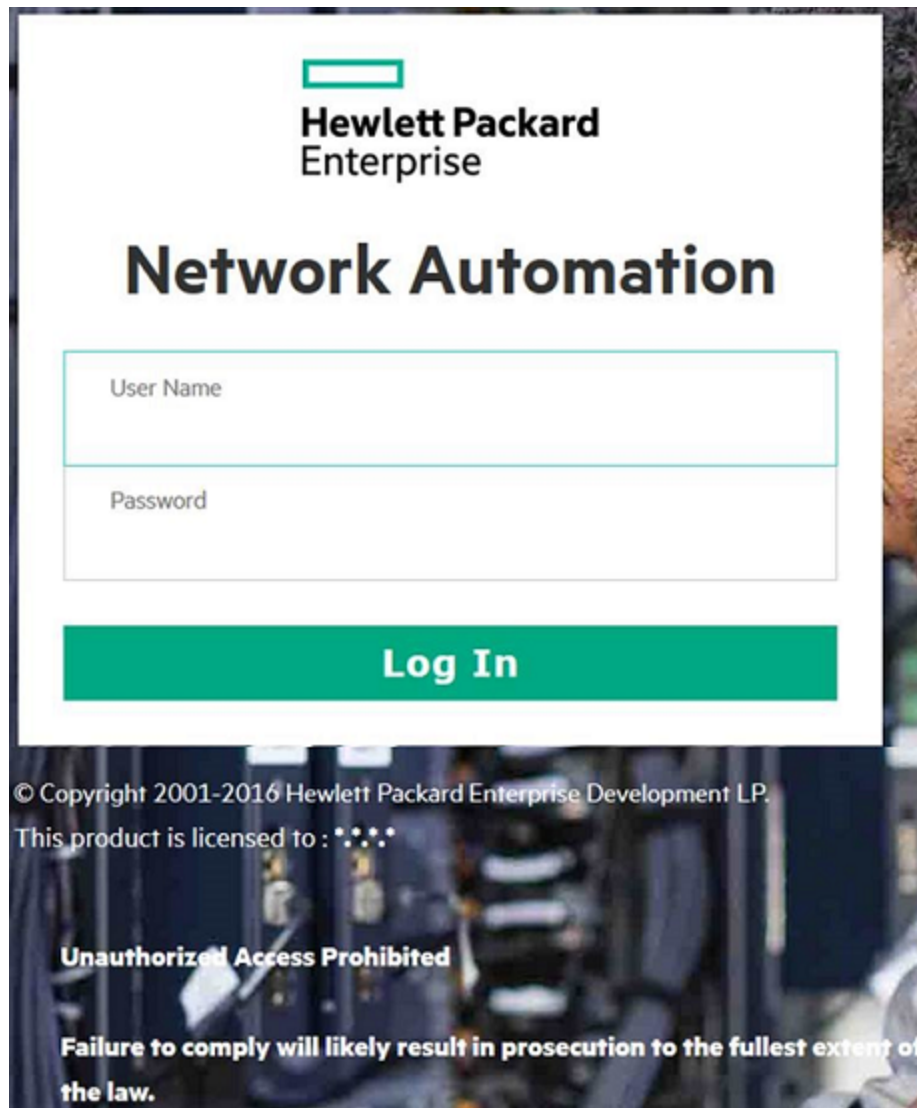 Hewlett Packard
Enterprise
Network Automation
User Name
Password
Log In
© Copyright 2001-2016 Hewlett Packard Enterprise Development LP.
This product is licensed to : *.*.*.*
Unauthorized Access Prohibited
Failure to comply will likely result in prosecution to the fullest extent of
the law.